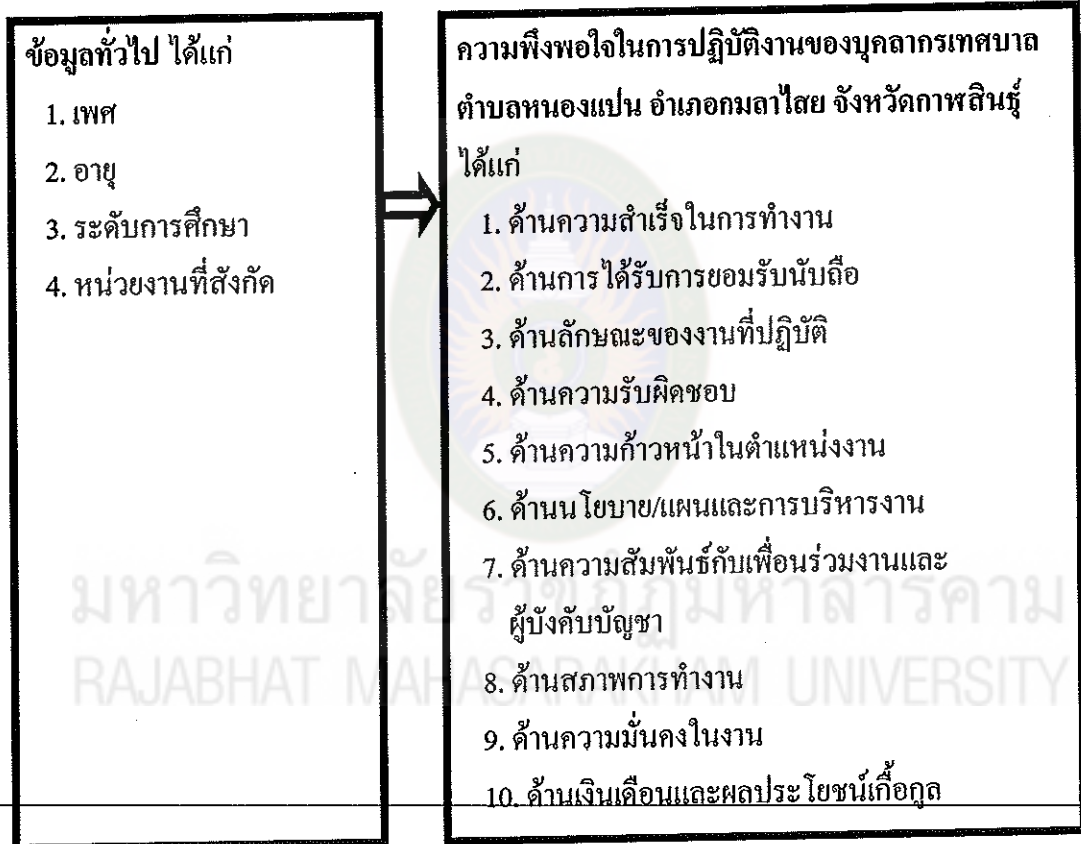 ข้อมูลทั่วไป ได้แก่
1. เพศ
2. อายุ
3. ระดับการศึกษา
4. หน่วยงานที่สังกัด
ความพึงพอใจในการปฏิบัติงานของบุคลากรเทศบาล
ตำบลหนองแปน อำเภอกมลาไสย จังหวัดกาฬสินธุ์
ได้แก่
1. ด้านความสำเร็จในการทำงาน
2. ด้านการได้รับการยอมรับนับถือ
3. ด้านลักษณะของงานที่ปฏิบัติ
4. ด้านความรับผิดชอบ
5. ด้านความก้าวหน้าในตำแหน่งงาน
6. ด้านนโยบาย/แผนและการบริหารงาน
7. ด้านความสัมพันธ์กับเพื่อนร่วมงานและ
ผู้บังคับบัญชา
8. ด้านสภาพการทำงาน
9. ด้านความมั่นคงในงาน
10. ด้านเงินเดือนและผลประโยชน์เกื้อกูล
มหาวิทยาลัยราชภัฏมหาสารคาม
RAJABHAT MAHASARAKHAM UNIVERSITY